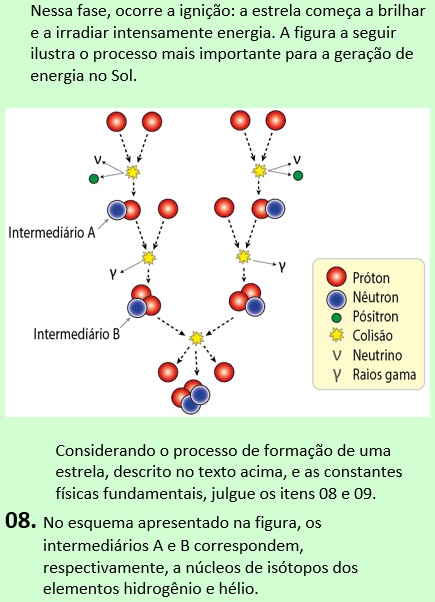 Nessa fase, ocorre a ignição: a estrela começa a brilhar
e a irradiar intensamente energia. A figura a seguir
ilustra o processo mais importante para a geração de
energia no Sol.
ν
ν
Intermediário A
γ
γ
Intermediário B
Próton
Nêutron
Pósitron
Colisão
ν Neutrino
γ Raios gama
Considerando o processo de formação de uma
estrela, descrito no texto acima, e as constantes
físicas fundamentais, julgue os itens 08 e 09.
08. No esquema apresentado na figura, os
intermediários A e B correspondem,
respectivamente, a núcleos de isótopos dos
elementos hidrogênio e hélio.